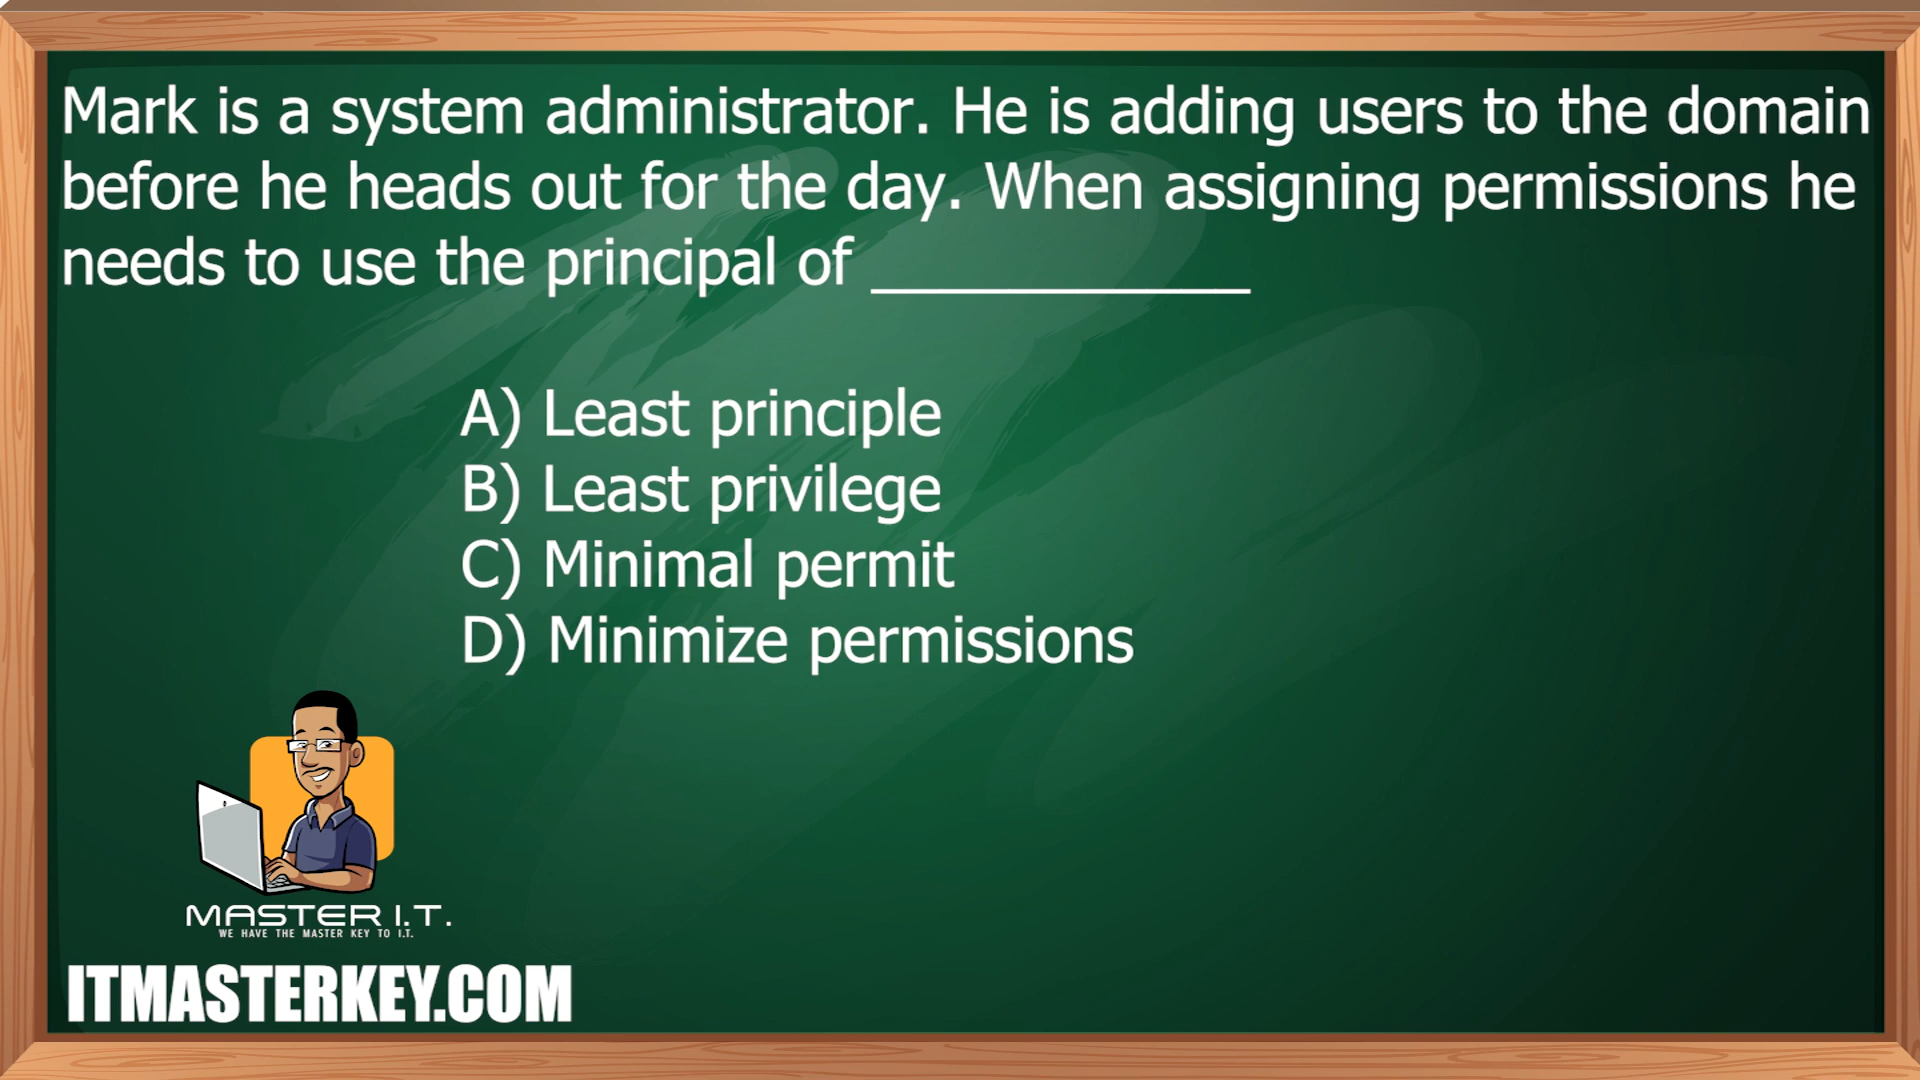 Mark is a system administrator. He is adding users to the domain
before he heads out for the day. When assigning permissions he
needs to use the principal of ____________
A) Least principle
B) Least privilege
C) Minimal permit
D) Minimize permissions
MASTER I.T.
WE HAVE THE MASTER KEY TO I.T.
ITMASTERKEY.COM